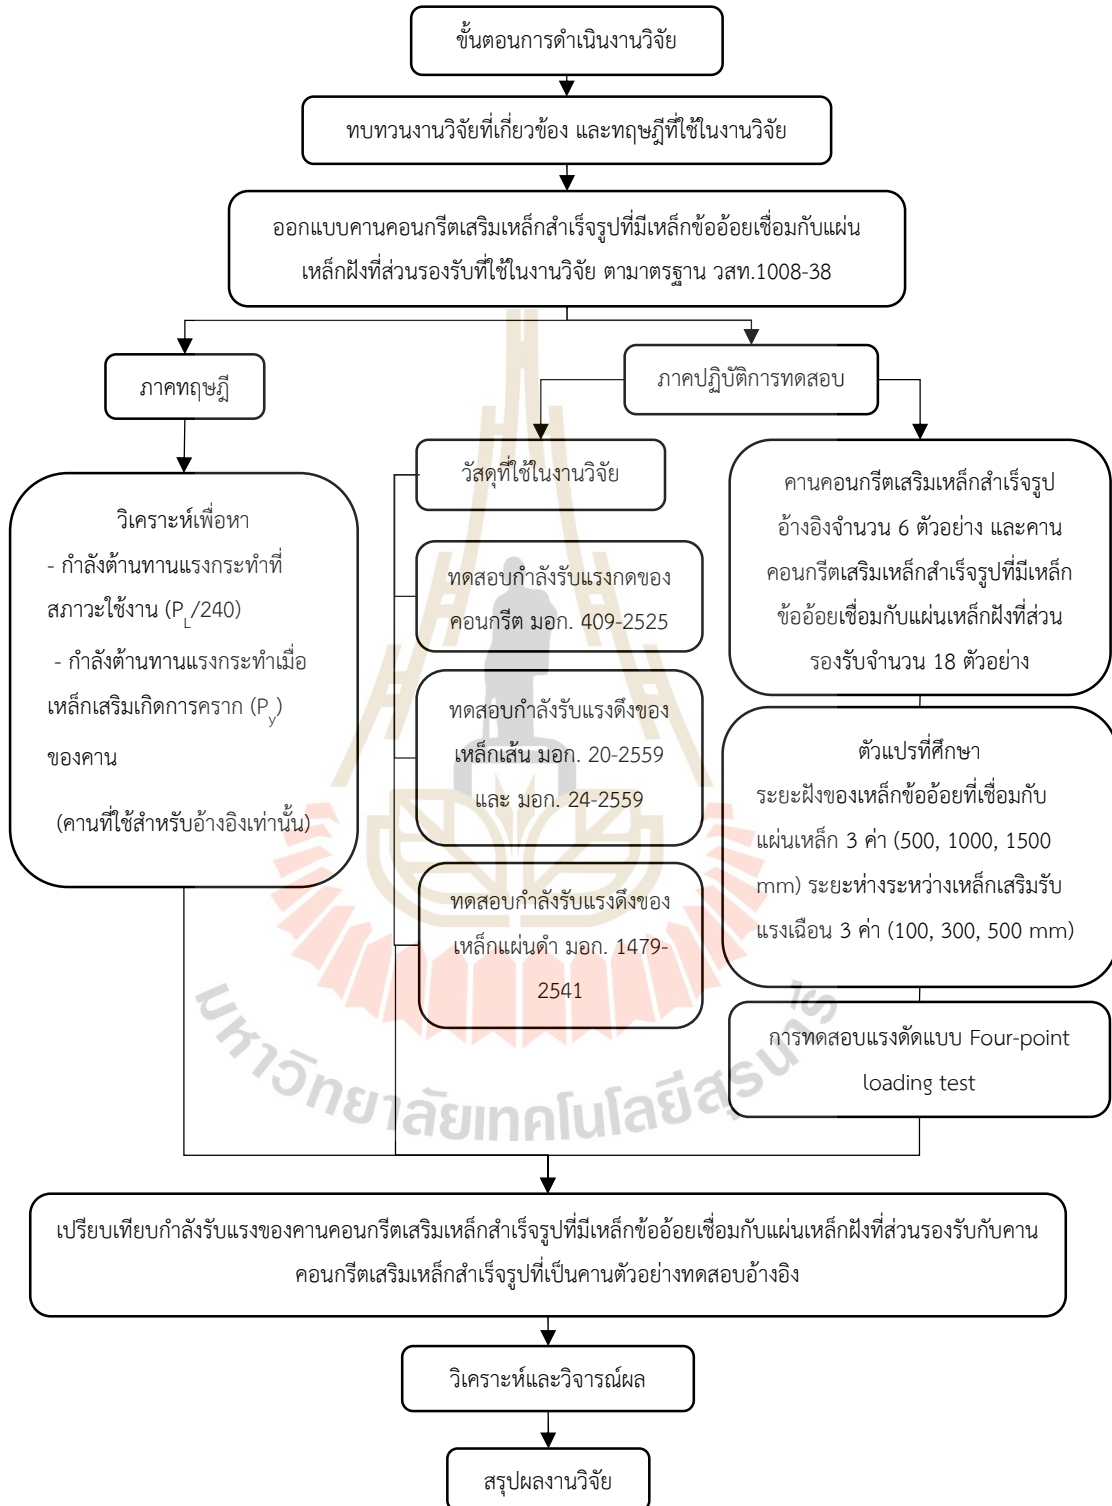 ขั้นตอนการดำเนินงานวิจัย
ทบทวนงานวิจัยที่เกี่ยวข้อง และทฤษฎีที่ใช้ในงานวิจัย
ออกแบบคานคอนกรีตเสริมเหล็กสำเร็จรูปที่มีเหล็กข้ออ้อยเชื่อมกับแผ่น
เหล็กฝังที่ส่วนรองรับที่ใช้ในงานวิจัย ตามาตรฐาน วสท.1008-38
ภาคทฤษฎี
วิเคราะห์เพื่อหา
- กำลังต้านทานแรงกระทำที่
สภาวะใช้งาน (P_L/240)
- กำลังต้านทานแรงกระทำเมื่อ
เหล็กเสริมเกิดการคราก (P_y)
ของคาน
(คานที่ใช้สำหรับอ้างอิงเท่านั้น)
ภาคปฏิบัติการทดสอบ
วัสดุที่ใช้ในงานวิจัย
ทดสอบกำลังรับแรงกดของ
คอนกรีต มอก. 409-2525
ทดสอบกำลังรับแรงดึงของ
เหล็กเส้น มอก. 20-2559
และ มอก. 24-2559
ทดสอบกำลังรับแรงดึงของ
เหล็กแผ่นดำ มอก. 1479-
2541
คานคอนกรีตเสริมเหล็กสำเร็จรูป
อ้างอิงจำนวน 6 ตัวอย่าง และคาน
คอนกรีตเสริมเหล็กสำเร็จรูปที่มีเหล็ก
ข้ออ้อยเชื่อมกับแผ่นเหล็กฝังที่ส่วน
รองรับจำนวน 18 ตัวอย่าง
ตัวแปรที่ศึกษา
ระยะฝังของเหล็กข้ออ้อยที่เชื่อมกับ
แผ่นเหล็ก 3 ค่า (500, 1000, 1500
mm) ระยะห่างระหว่างเหล็กเสริมรับ
แรงเฉือน 3 ค่า (100, 300, 500 mm)
การทดสอบแรงดัดแบบ Four-point
loading test
มหาวิทยาลัยเทคโนโลยีสุรนารี
เปรียบเทียบกำลังรับแรงของคานคอนกรีตเสริมเหล็กสำเร็จรูปที่มีเหล็กข้ออ้อยเชื่อมกับแผ่นเหล็กฝังที่ส่วนรองรับกับคาน
คอนกรีตเสริมเหล็กสำเร็จรูปที่เป็นคานตัวอย่างทดสอบอ้างอิง
วิเคราะห์และวิจารณ์ผล
สรุปผลงานวิจัย